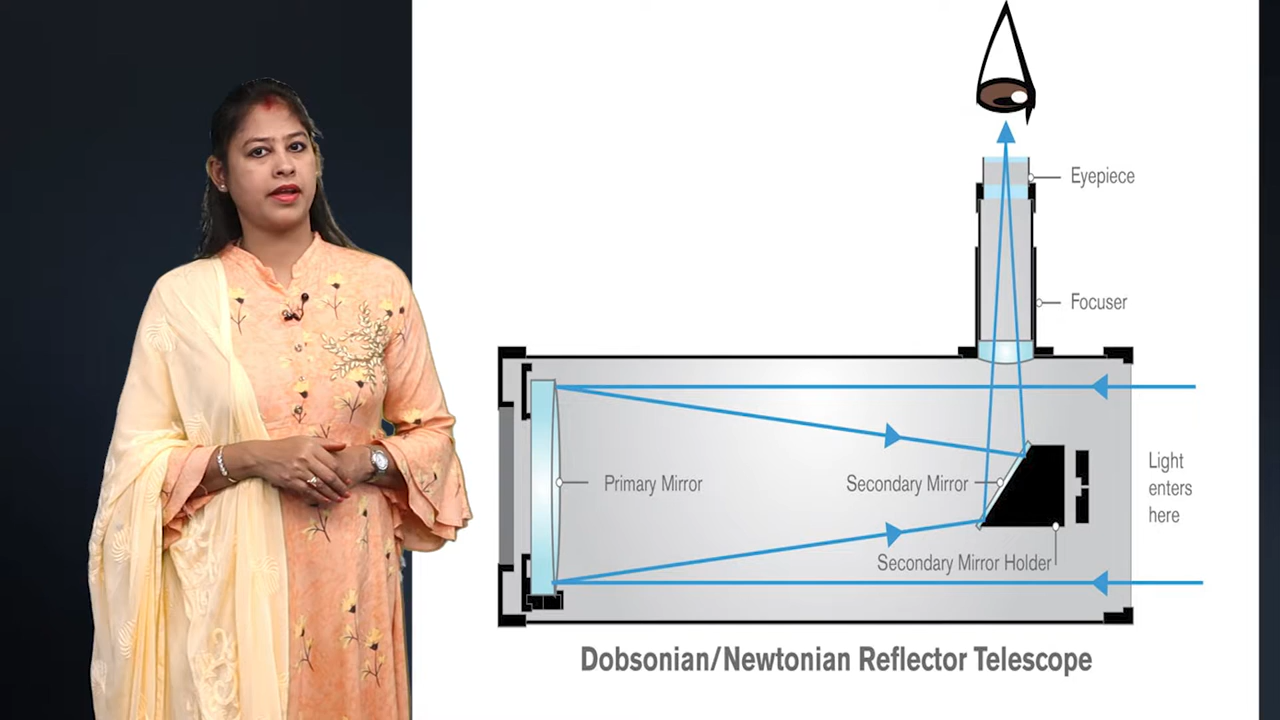 Eyepiece
Focuser
Primary Mirror
Secondary Mirror
Light
enters
here
Secondary Mirror Holder
Dobsonian/Newtonian Reflector Telescope